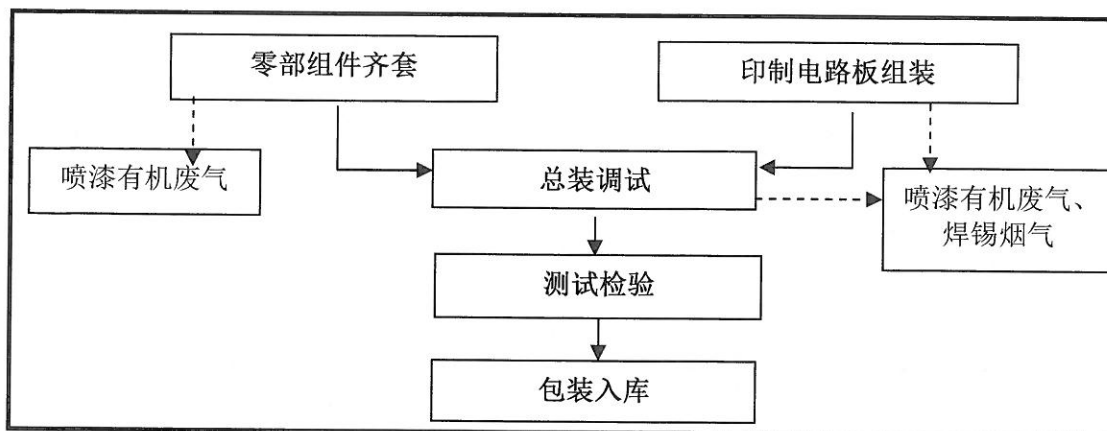 零部组件齐套
印制电路板组装
喷漆有机废气
总装调试
喷漆有机废气、
焊锡烟气
测试检验
包装入库